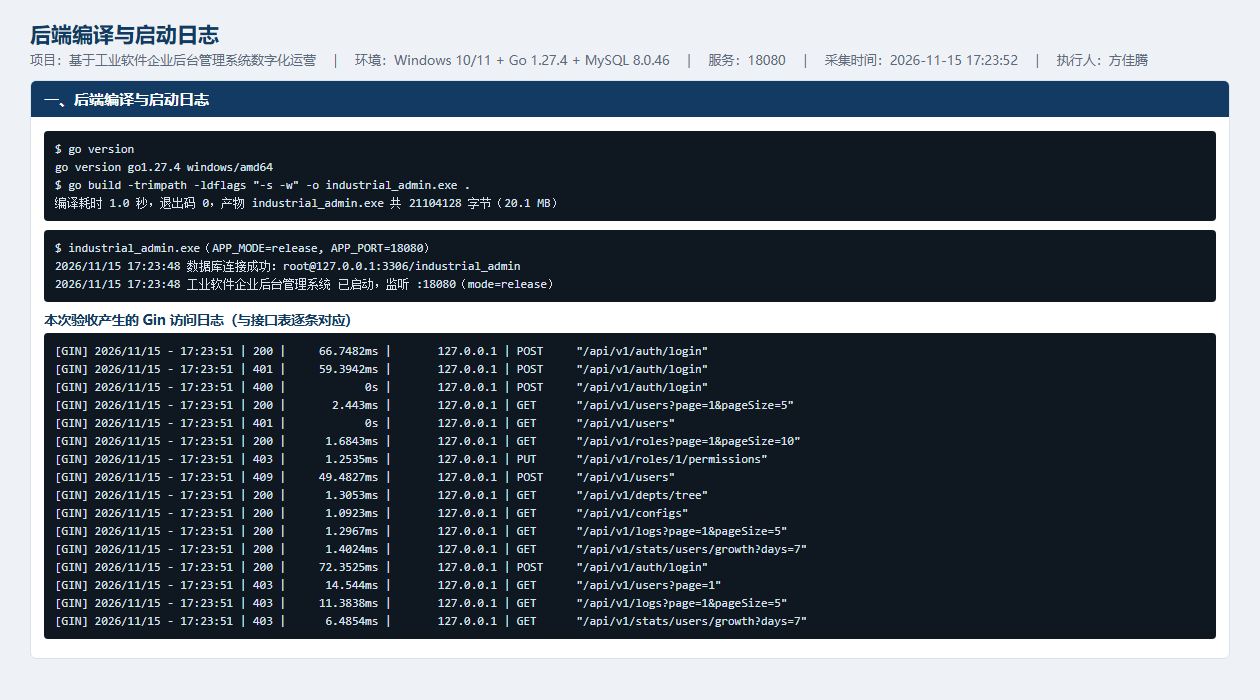 后端编译与启动日志
项目：基于工业软件企业后台管理系统数字化运营 | 环境：Windows 10/11 + Go 1.27.4 + MySQL 8.0.46 | 服务：18080 | 采集时间：2026-11-15 17:23:52 | 执行人：方佳腾
一、后端编译与启动日志
$ go version
go version go1.27.4 windows/amd64
$ go build -trimpath -ldflags "-s -w" -o industrial_admin.exe .
编译耗时 1.0 秒，退出码 0，产物 industrial_admin.exe 共 21104128 字节（20.1 MB）
$ industrial_admin.exe（APP_MODE=release, APP_PORT=18080）
2026/11/15 17:23:48 数据库连接成功：root@127.0.0.1:3306/industrial_admin
2026/11/15 17:23:48 工业软件企业后台管理系统 已启动，监听 :18080（mode=release）
本次验收产生的 Gin 访问日志（与接口表逐条对应）
[GIN] 2026/11/15 - 17:23:51 | 200 | 66.7482ms | 127.0.0.1 | POST "/api/v1/auth/login"
[GIN] 2026/11/15 - 17:23:51 | 401 | 59.3942ms | 127.0.0.1 | POST "/api/v1/auth/login"
[GIN] 2026/11/15 - 17:23:51 | 400 | 0s | 127.0.0.1 | POST "/api/v1/auth/login"
[GIN] 2026/11/15 - 17:23:51 | 200 | 2.443ms | 127.0.0.1 | GET "/api/v1/users?page=1&pageSize=5"
[GIN] 2026/11/15 - 17:23:51 | 401 | 0s | 127.0.0.1 | GET "/api/v1/users"
[GIN] 2026/11/15 - 17:23:51 | 200 | 1.6843ms | 127.0.0.1 | GET "/api/v1/roles?page=1&pageSize=10"
[GIN] 2026/11/15 - 17:23:51 | 403 | 1.2535ms | 127.0.0.1 | PUT "/api/v1/roles/1/permissions"
[GIN] 2026/11/15 - 17:23:51 | 409 | 49.4827ms | 127.0.0.1 | POST "/api/v1/users"
[GIN] 2026/11/15 - 17:23:51 | 200 | 1.3053ms | 127.0.0.1 | GET "/api/v1/depts/tree"
[GIN] 2026/11/15 - 17:23:51 | 200 | 1.0923ms | 127.0.0.1 | GET "/api/v1/configs"
[GIN] 2026/11/15 - 17:23:51 | 200 | 1.2967ms | 127.0.0.1 | GET "/api/v1/logs?page=1&pageSize=5"
[GIN] 2026/11/15 - 17:23:51 | 200 | 1.4024ms | 127.0.0.1 | GET "/api/v1/stats/users/growth?days=7"
[GIN] 2026/11/15 - 17:23:51 | 200 | 72.3525ms | 127.0.0.1 | POST "/api/v1/auth/login"
[GIN] 2026/11/15 - 17:23:51 | 403 | 14.544ms | 127.0.0.1 | GET "/api/v1/users?page=1"
[GIN] 2026/11/15 - 17:23:51 | 403 | 11.3838ms | 127.0.0.1 | GET "/api/v1/logs?page=1&pageSize=5"
[GIN] 2026/11/15 - 17:23:51 | 403 | 6.4854ms | 127.0.0.1 | GET "/api/v1/stats/users/growth?days=7"